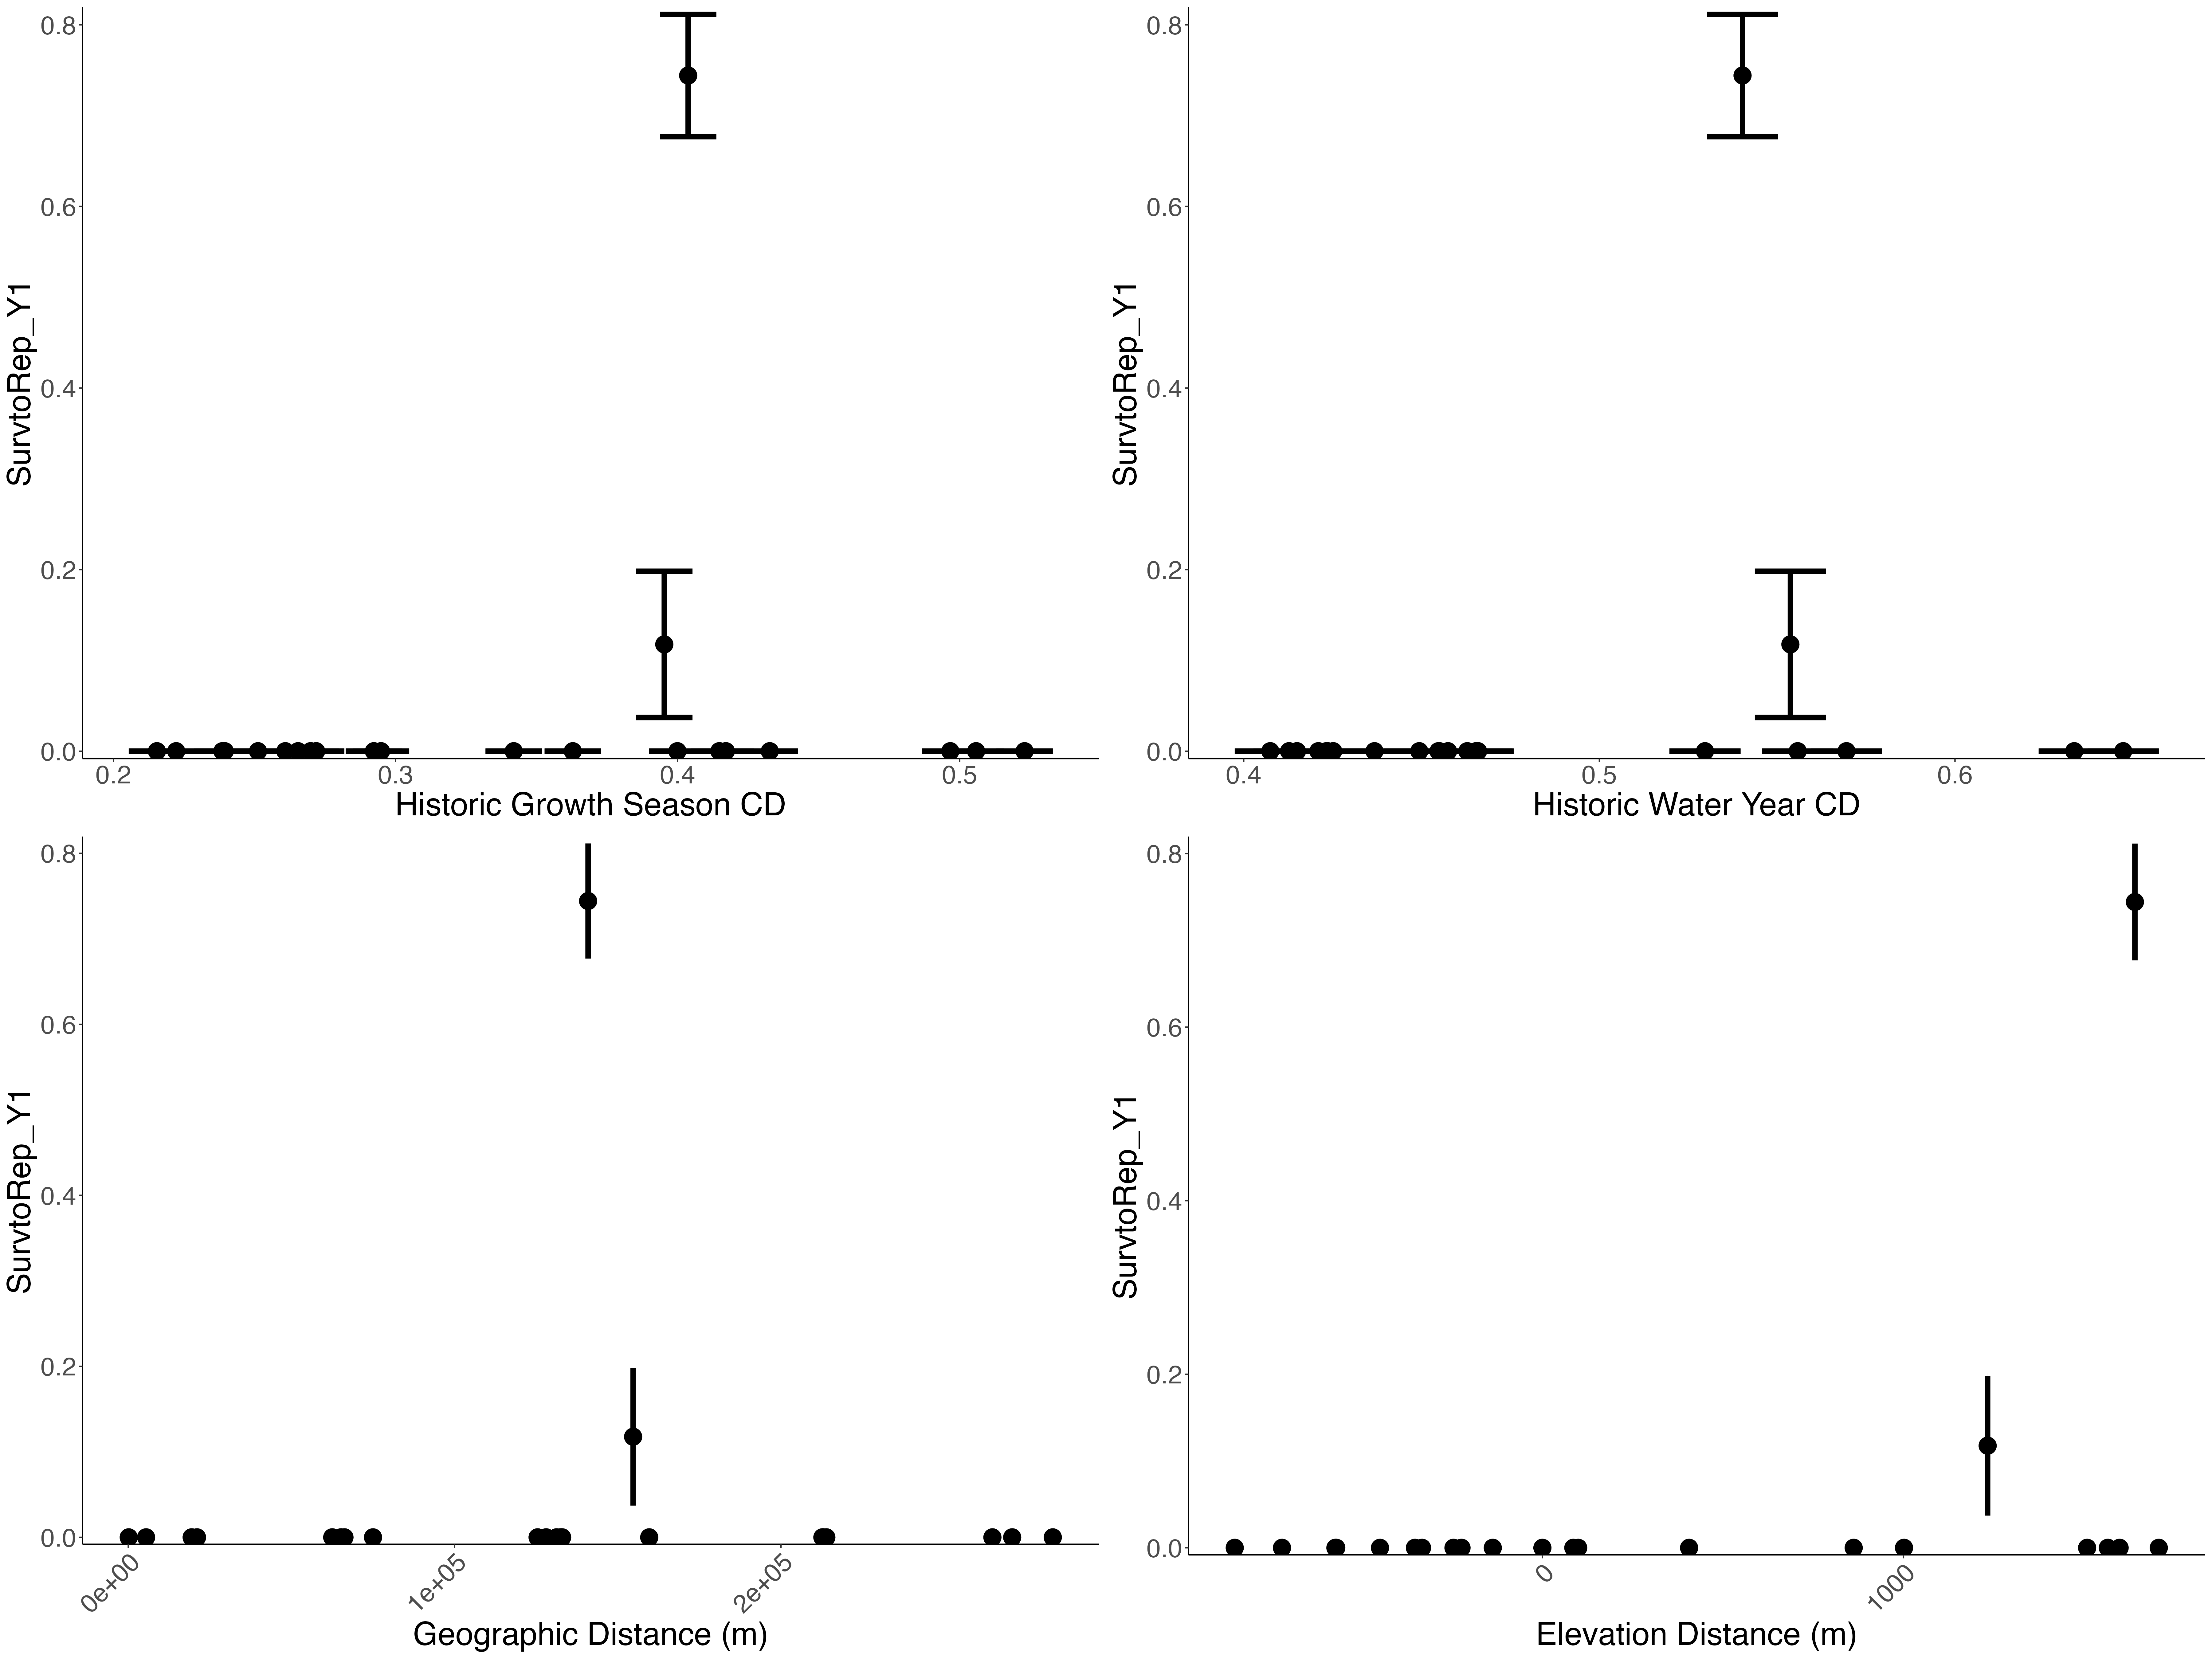 0.8
0.6
0.4
0.2
0.0
SurvtoRep_Y1
0.2 0.3 0.4 0.5
Historic Growth Season CD
0.8
0.6
0.4
0.2
0.0
SurvtoRep_Y1
0.4 0.5 0.6
Historic Water Year CD
0.8
0.6
0.4
0.2
0.0
SurvtoRep_Y1
0e+00 1e+05 2e+05
Geographic Distance (m)
0.8
0.6
0.4
0.2
0.0
SurvtoRep_Y1
0 1000
Elevation Distance (m)